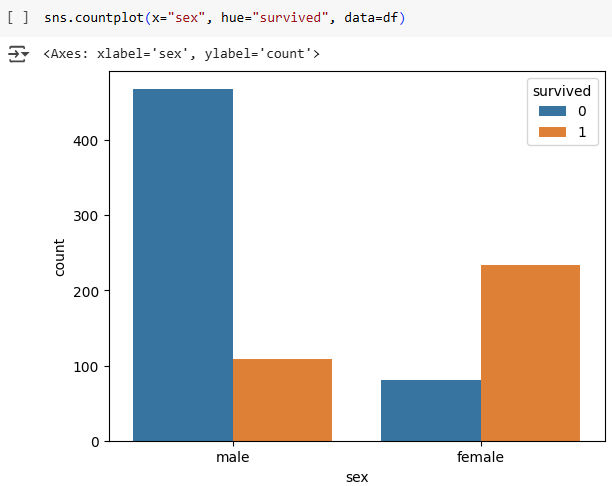 [ ] sns.countplot(x="sex", hue="survived", data=df)
<Axes: xlabel='sex', ylabel='count'>
survived
0
1
400
300
200
100
0
count
male female
sex